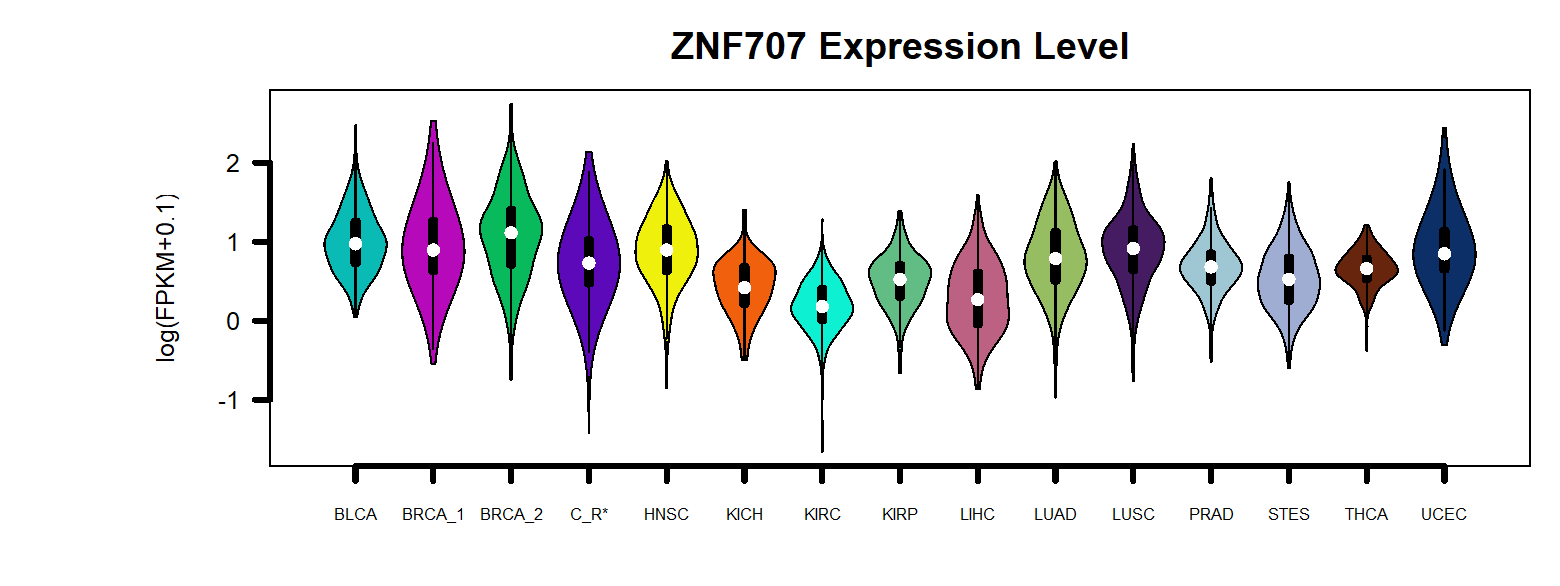 ZNF707 Expression Level
log(FPKM+0.1)
2
1
0
-1
BLCA BRCA_1 BRCA_2 C_R* HNSC KICH KIRC KIRP LIHC LUAD LUSC PRAD STES THCA UCEC